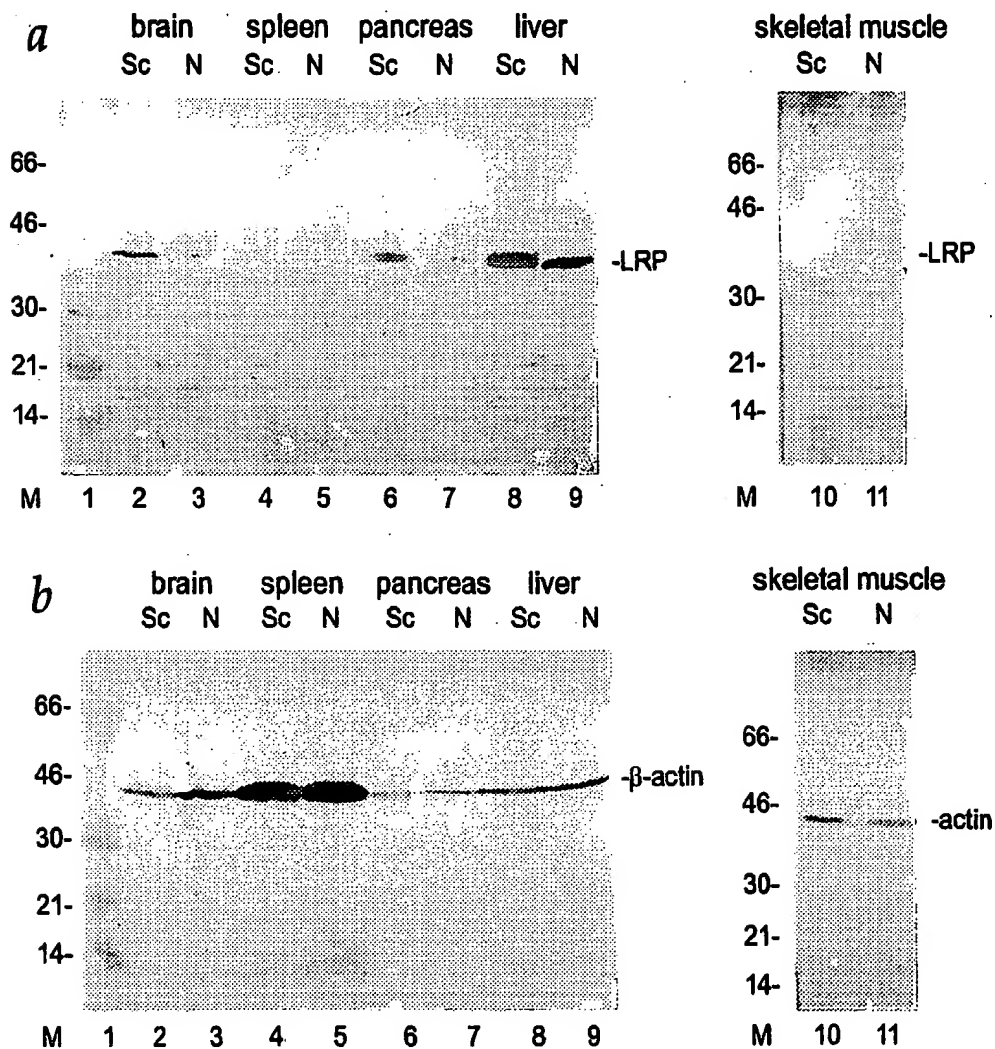 a
brain spleen pancreas liver skeletal muscle
Sc N Sc N Sc N Sc N Sc N
66- 66-
46- 46-
-LRP -LRP
30- 30-
21- 21-
14- 14-
M 1 2 3 4 5 6 7 8 9 M 10 11
b
brain spleen pancreas liver skeletal muscle
Sc N Sc N Sc N Sc N Sc N
66- 66-
46- -β-actin 46-
-actin
30- 30-
21- 21-
14- 14-
M 1 2 3 4 5 6 7 8 9 M 10 11